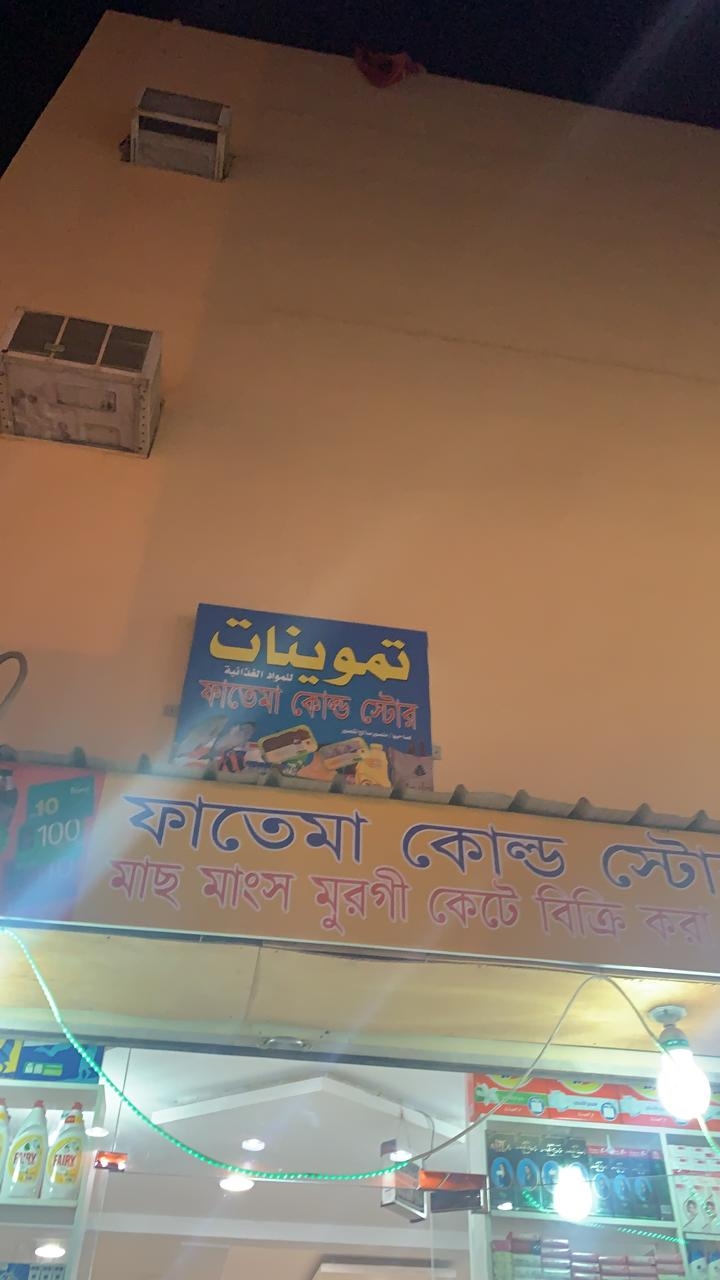 تموينات
للمواد الغذائية
ফাতেমা কোল্ড স্টোর
10
100
ফাতেমা কোল্ড স্টো
মাছ মাংস মুরগী কেটে বিক্রি করা
FAIRY
FAIRY